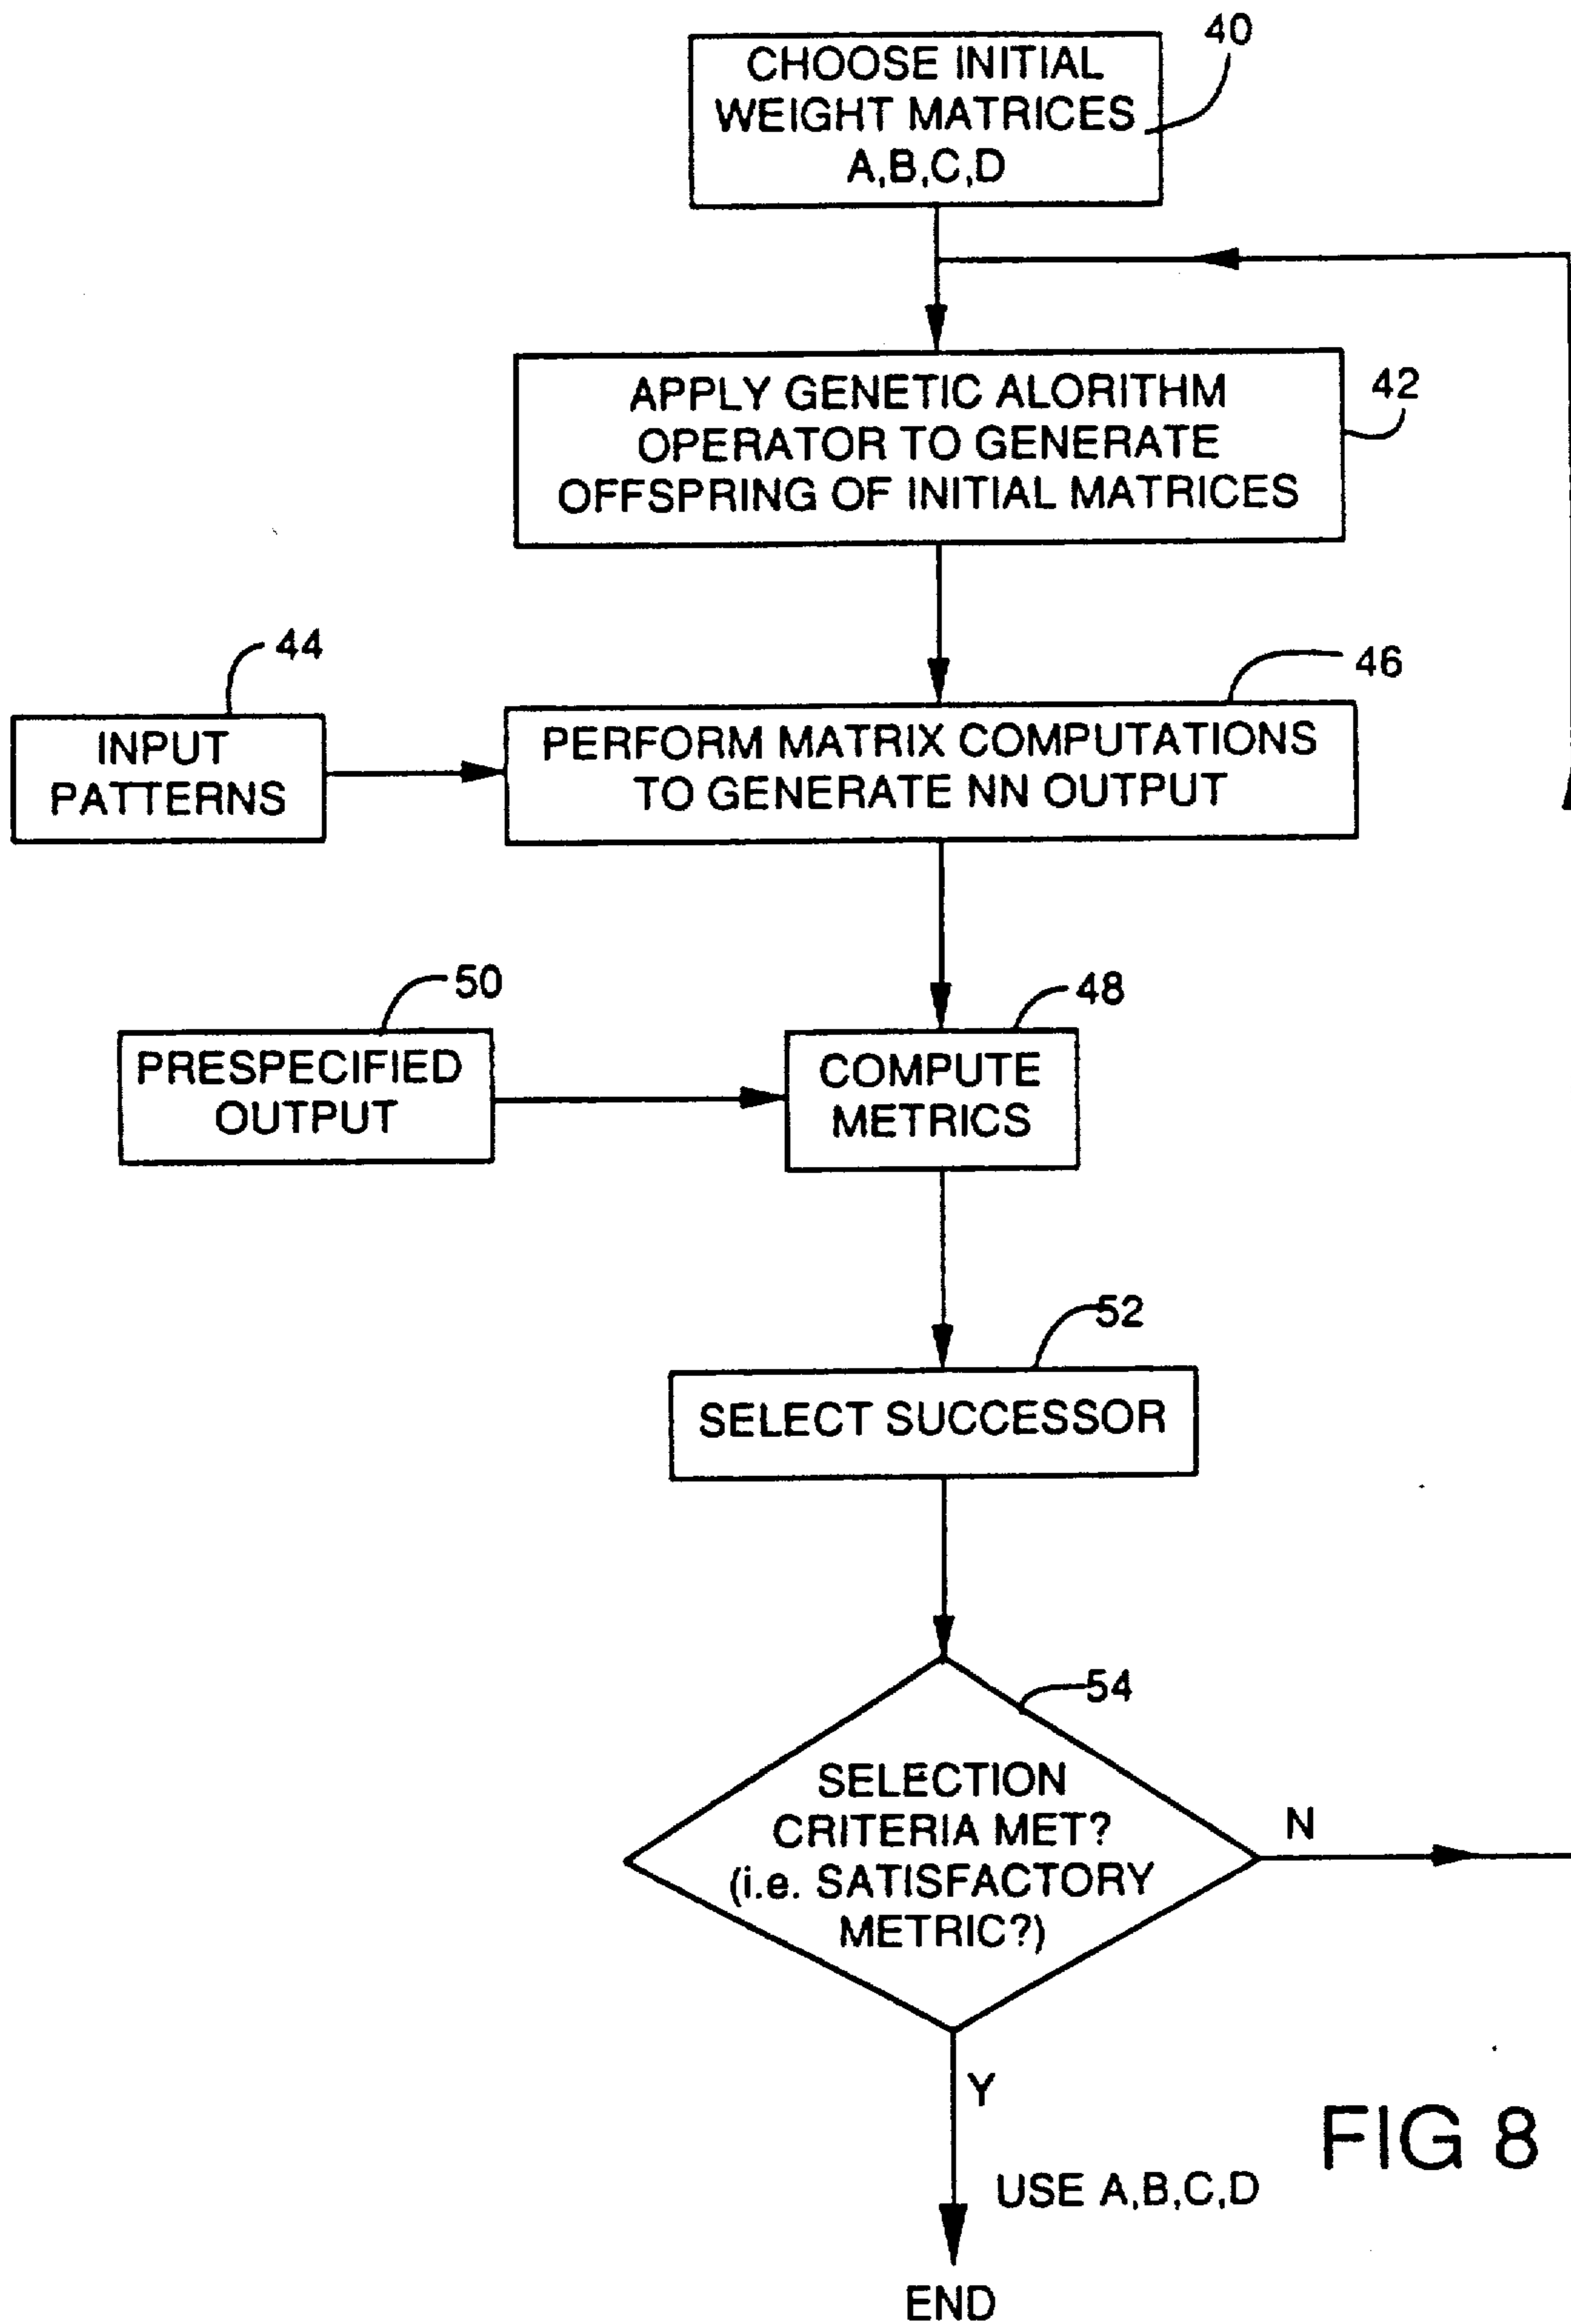 40
CHOOSE INITIAL
WEIGHT MATRICES
A,B,C,D
APPLY GENETIC ALORITHM
OPERATOR TO GENERATE
OFFSPRING OF INITIAL MATRICES
42
44
INPUT
PATTERNS
46
PERFORM MATRIX COMPUTATIONS
TO GENERATE NN OUTPUT
50
PRESPECIFIED
OUTPUT
48
COMPUTE
METRICS
52
SELECT SUCCESSOR
54
SELECTION
CRITERIA MET?
(i.e. SATISFACTORY
METRIC?)
N
Y
USE A,B,C,D
END
FIG 8